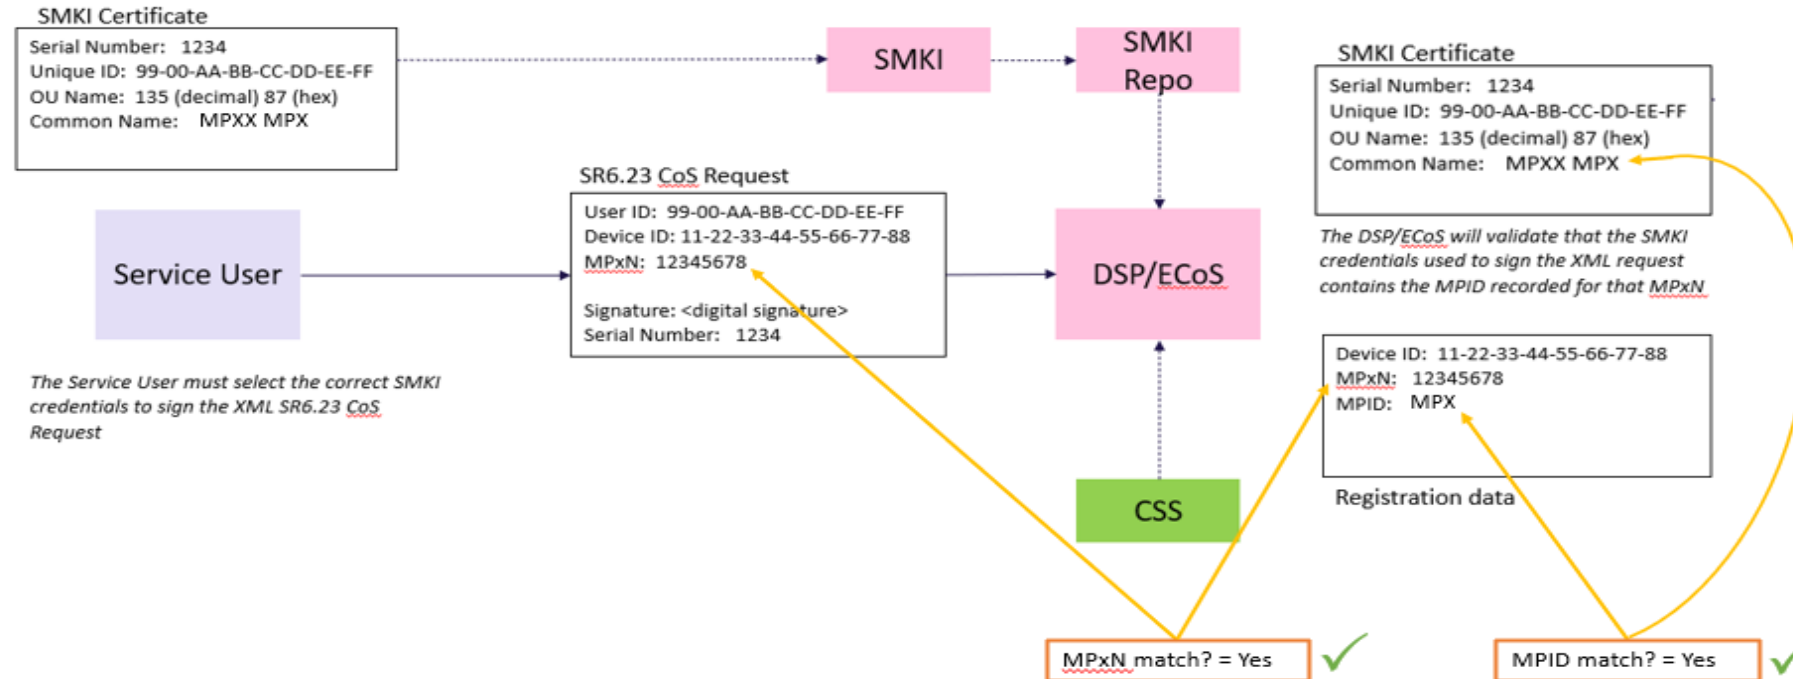 SMKI Certificate
Serial Number: 1234
Unique ID: 99-00-AA-BB-CC-DD-EE-FF
OU Name: 135 (decimal) 87 (hex)
Common Name: MPXX MPX
SMKI
SMKI
Repo
SMKI Certificate
Serial Number: 1234
Unique ID: 99-00-AA-BB-CC-DD-EE-FF
OU Name: 135 (decimal) 87 (hex)
Common Name: MPXX MPX
The DSP/ECoS will validate that the SMKI
credentials used to sign the XML request
contains the MPID recorded for that MPxN
Service User
The Service User must select the correct SMKI
credentials to sign the XML SR6.23 CoS
Request
SR6.23 CoS Request
User ID: 99-00-AA-BB-CC-DD-EE-FF
Device ID: 11-22-33-44-55-66-77-88
MPxN: 12345678
Signature: <digital signature>
Serial Number: 1234
DSP/ECoS
Device ID: 11-22-33-44-55-66-77-88
MPxN: 12345678
MPID: MPX
Registration data
CSS
MPxN match? = Yes
MPID match? = Yes